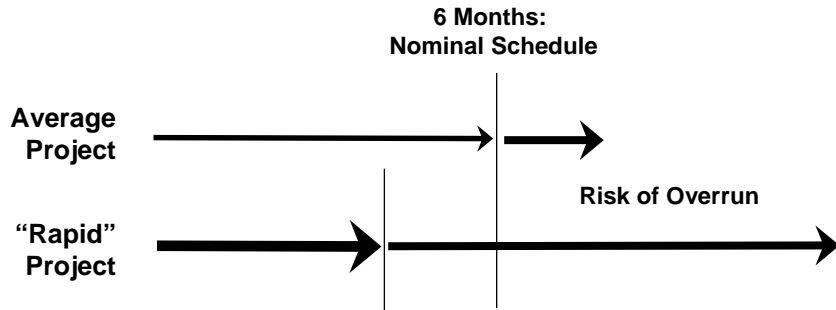 6 Months:
Nominal Schedule
Average
Project
Risk of Overrun
“Rapid”
Project